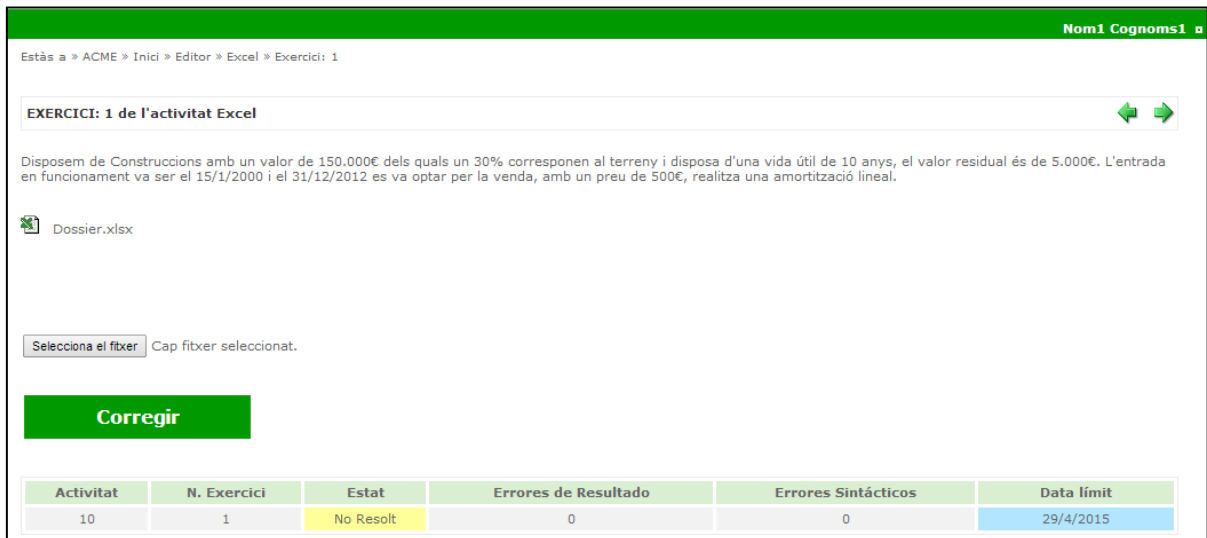 Nom1 Cognoms1
Estàs a » ACME » Inici » Editor » Excel » Exercici: 1
EXERCICI: 1 de l'activitat Excel
Disposem de Construccions amb un valor de 150.000€ dels quals un 30% corresponen al terreny i disposa d'una vida útil de 10 anys, el valor residual és de 5.000€. L'entrada
en funcionament va ser el 15/1/2000 i el 31/12/2012 es va optar per la venda, amb un preu de 500€, realitza una amortització lineal.
Dossier.xlsx
Selecciona el fitxer Cap fitxer seleccionat.
Corregir
Activitat N. Exercici Estat Errores de Resultado Errores Sintácticos Data límit
10 1 No Resolt 0 0 29/4/2015